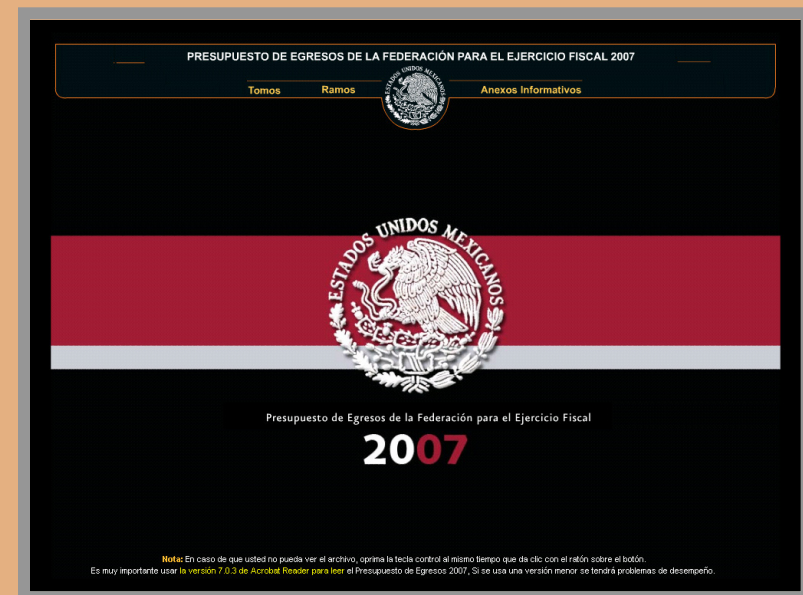 PRESUPUESTO DE EGRESOS DE LA FEDERACIÓN PARA EL EJERCICIO FISCAL 2007
Tomos Ramos Anexos Informativos
ESTADOS UNIDOS MEXICANOS
ESTADOS UNIDOS MEXICANOS
Presupuesto de Egresos de la Federación para el Ejercicio Fiscal
2007
Nota: En caso de que usted no pueda ver el archivo, oprima la tecla control al mismo tiempo que da clic con el ratón sobre el botón.
Es muy importante usar la versión 7.0.3 de Acrobat Reader para leer el Presupuesto de Egresos 2007, Si se usa una versión menor se tendrá problemas de desempeño.